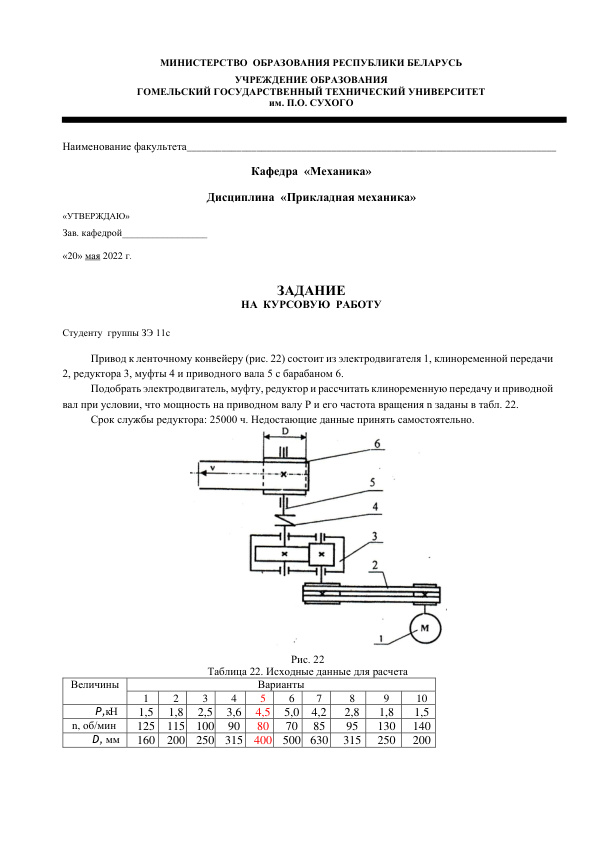 МИНИСТЕРСТВО ОБРАЗОВАНИЯ РЕСПУБЛИКИ БЕЛАРУСЬ
УЧРЕЖДЕНИЕ ОБРАЗОВАНИЯ
ГОМЕЛЬСКИЙ ГОСУДАРСТВЕННЫЙ ТЕХНИЧЕСКИЙ УНИВЕРСИТЕТ
им. П.О. СУХОГО
Наименование факультета
Кафедра «Механика»
Дисциплина «Прикладная механика»
«УТВЕРЖДАЮ»
Зав. кафедрой
«20» мая 2022 г.
ЗАДАНИЕ
НА КУРСОВУЮ РАБОТУ
Студенту группы ЗЭ 11с
Привод к ленточному конвейеру (рис. 22) состоит из электродвигателя 1, клиноременной передачи
2, редуктора 3, муфты 4 и приводного вала 5 с барабаном 6.
Подобрать электродвигатель, муфту, редуктор и рассчитать клиноременную передачу и приводной
вал при условии, что мощность на приводном валу Р и его частота вращения n заданы в табл. 22.
Срок службы редуктора: 25000 ч. Недостающие данные принять самостоятельно.
D
6
v
5
4
3
2
1
М
Рис. 22
Таблица 22. Исходные данные для расчета
Величины Варианты
1 2 3 4 5 6 7 8 9 10
P,кН 1,5 1,8 2,5 3,6 4,5 5,0 4,2 2,8 1,8 1,5
n, об/мин 125 115 100 90 80 70 85 95 130 140
D, мм 160 200 250 315 400 500 630 315 250 200